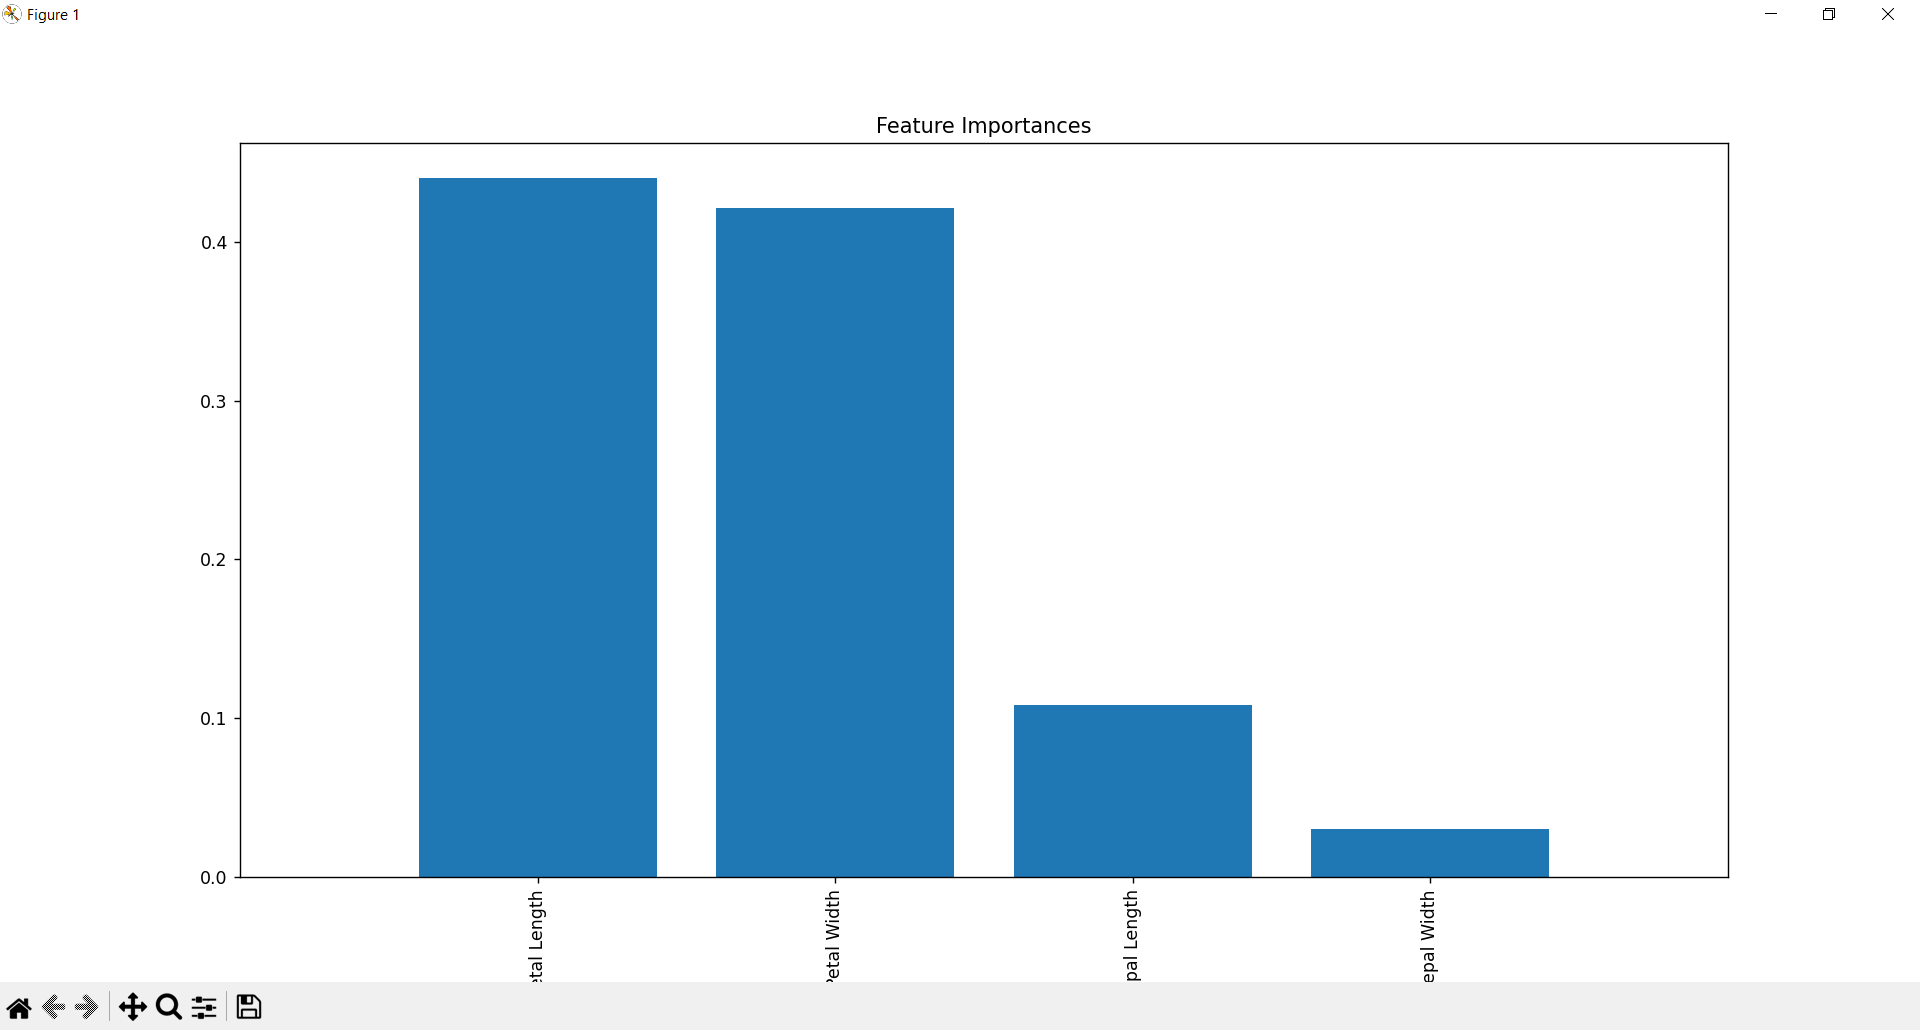 Figure 1
Feature Importances
0.4
0.3
0.2
0.1
0.0
etal Length
Petal Width
pal Length
epal Width